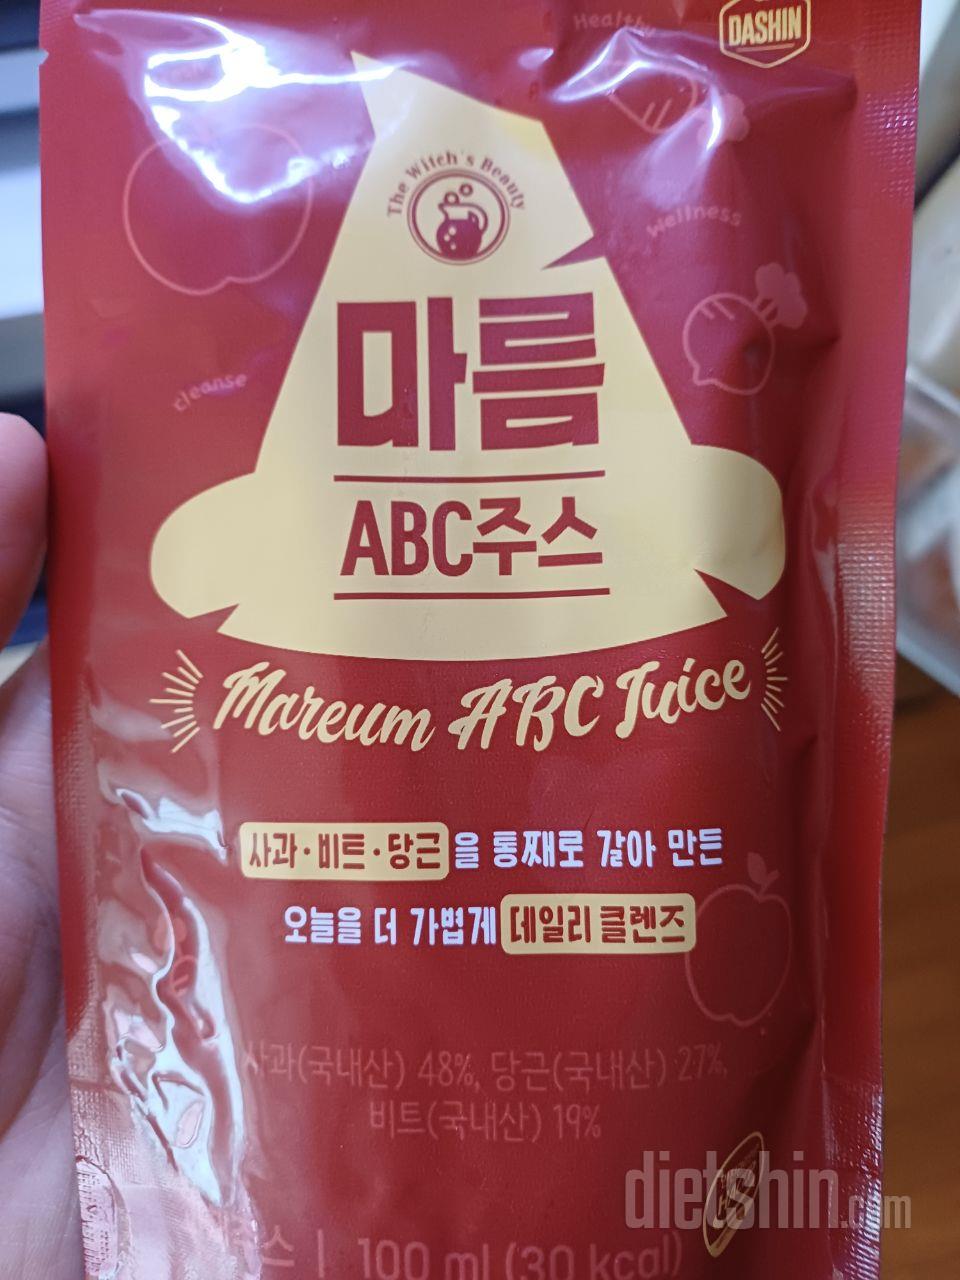 Healthy
DASHIN
The Witch's Beauty
wellness
cleanse
마름
ABC주스
Mareum ABC Juice
사과·비트·당근을 통째로 갈아 만든
오늘을 더 가볍게 데일리 클렌즈
사과(국내산) 48%, 당근(국내산) 27%,
비트(국내산) 19%
주스 | 100 ml (30 kcal)
dietshin.com